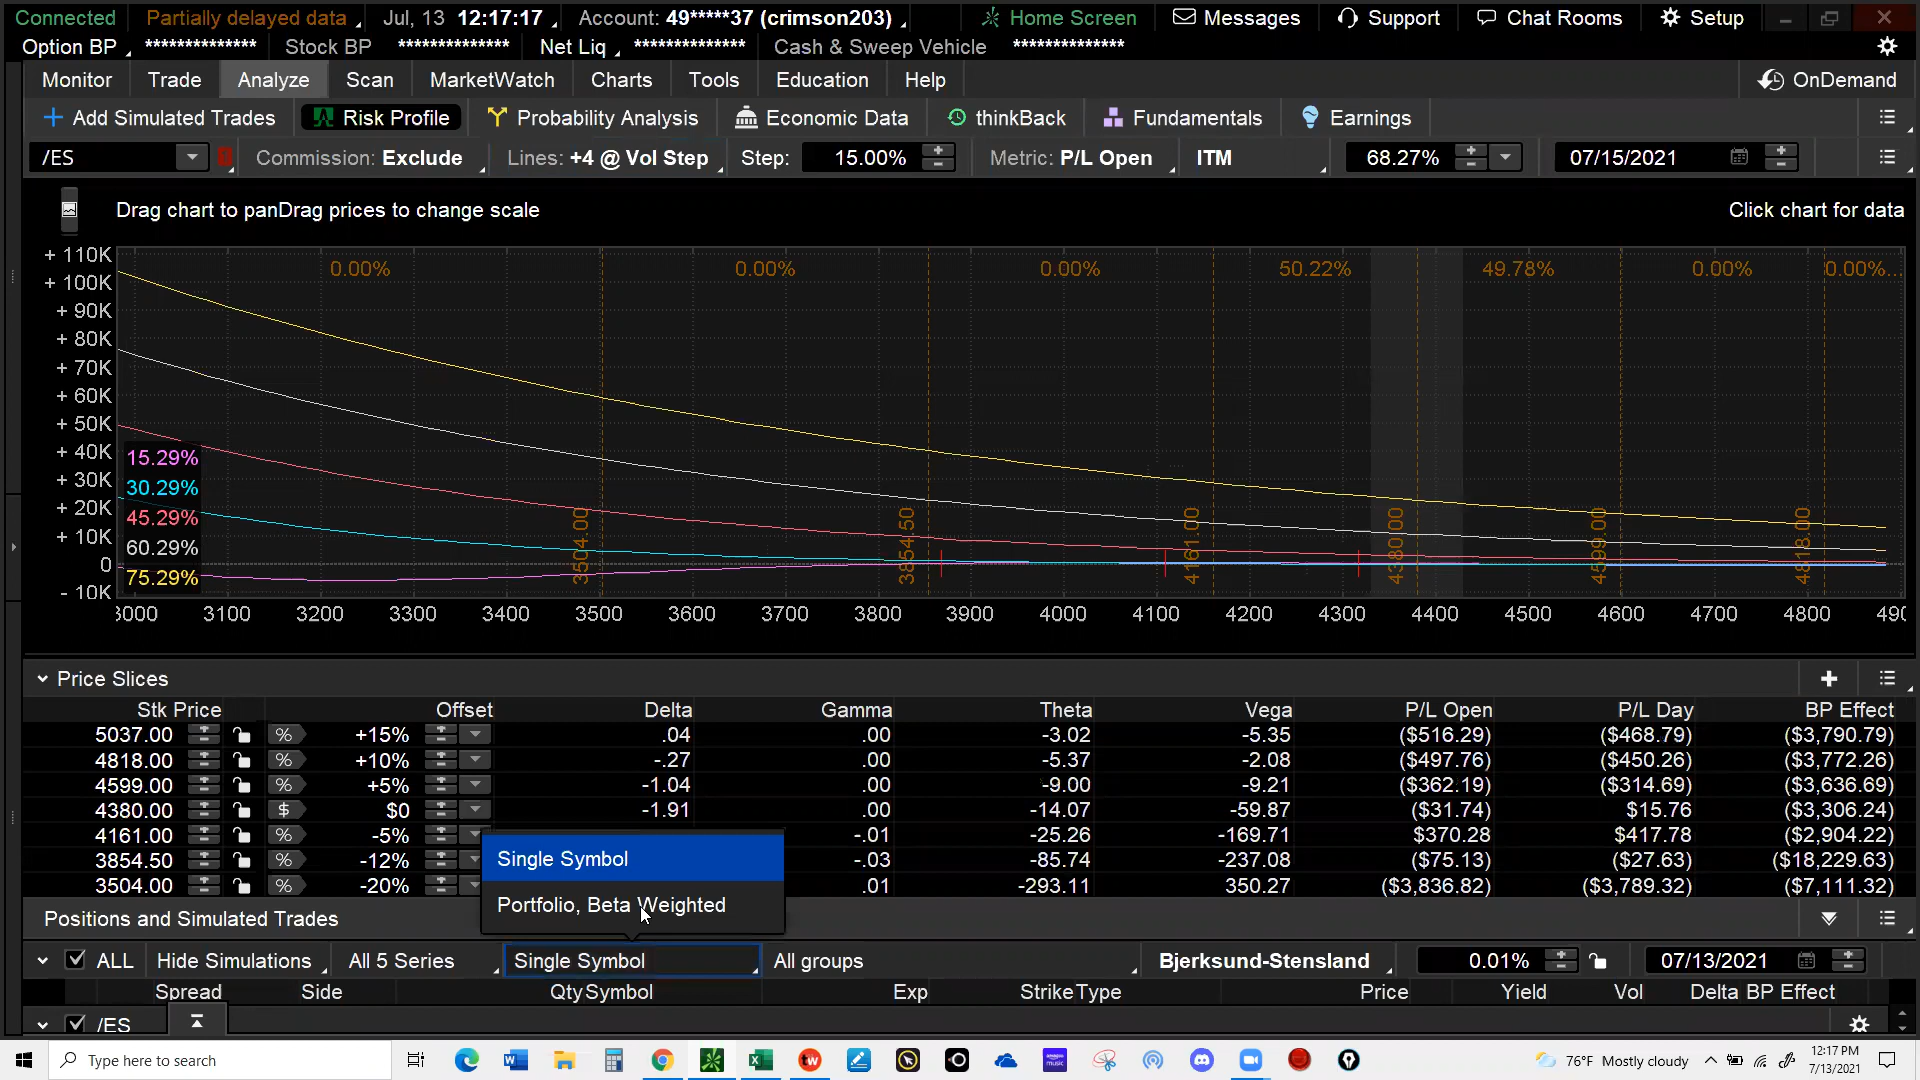 Connected Partially delayed data Jul, 13 12:17:17 Account: 49*****37 (crimson203) Home Screen Messages Support Chat Rooms Setup
Option BP ************** Stock BP ************** Net Liq ************** Cash & Sweep Vehicle **************
Monitor Trade Analyze Scan MarketWatch Charts Tools Education Help OnDemand
Add Simulated Trades Risk Profile Probability Analysis Economic Data thinkBack Fundamentals Earnings
/ES Commission: Exclude Lines: +4 @ Vol Step Step: 15.00% Metric: P/L Open ITM 68.27% 07/15/2021
Drag chart to panDrag prices to change scale Click chart for data
+ 110K
0.00% 0.00% 0.00% 50.22% 49.78% 0.00% 0.00%...
+ 100K
+ 90K
+ 80K
+ 70K
+ 60K
+ 50K
+ 40K
+ 30K
+ 20K
+ 10K
0
- 10K
15.29%
30.29%
45.29%
60.29%
75.29%
3504.00 3854.50 4161.00 4380.00 4599.00 4818.00
3000 3100 3200 3300 3400 3500 3600 3700 3800 3900 4000 4100 4200 4300 4400 4500 4600 4700 4800 490
Price Slices
Stk Price Offset Delta Gamma Theta Vega P/L Open P/L Day BP Effect
5037.00 % +15% .04 .00 -3.02 -5.35 ($516.29) ($468.79) ($3,790.79)
4818.00 % +10% -.27 .00 -5.37 -2.08 ($497.76) ($450.26) ($3,772.26)
4599.00 % +5% -1.04 .00 -9.00 -9.21 ($362.19) ($314.69) ($3,636.69)
4380.00 $ $0 -1.91 .00 -14.07 -59.87 ($31.74) $15.76 ($3,306.24)
4161.00 % -5% -.01 -25.26 -169.71 $370.28 $417.78 ($2,904.22)
3854.50 % -12% -.03 -85.74 -237.08 ($75.13) ($27.63) ($18,229.63)
3504.00 % -20% .01 -293.11 350.27 ($3,836.82) ($3,789.32) ($7,111.32)
Single Symbol
Portfolio, Beta Weighted
Positions and Simulated Trades
ALL Hide Simulations All 5 Series Single Symbol All groups Bjerksund-Stensland 0.01% 07/13/2021
Spread Side Qty Symbol Exp Strike Type Price Yield Vol Delta BP Effect
/ES
Type here to search 76°F Mostly cloudy 12:17 PM
7/13/2021